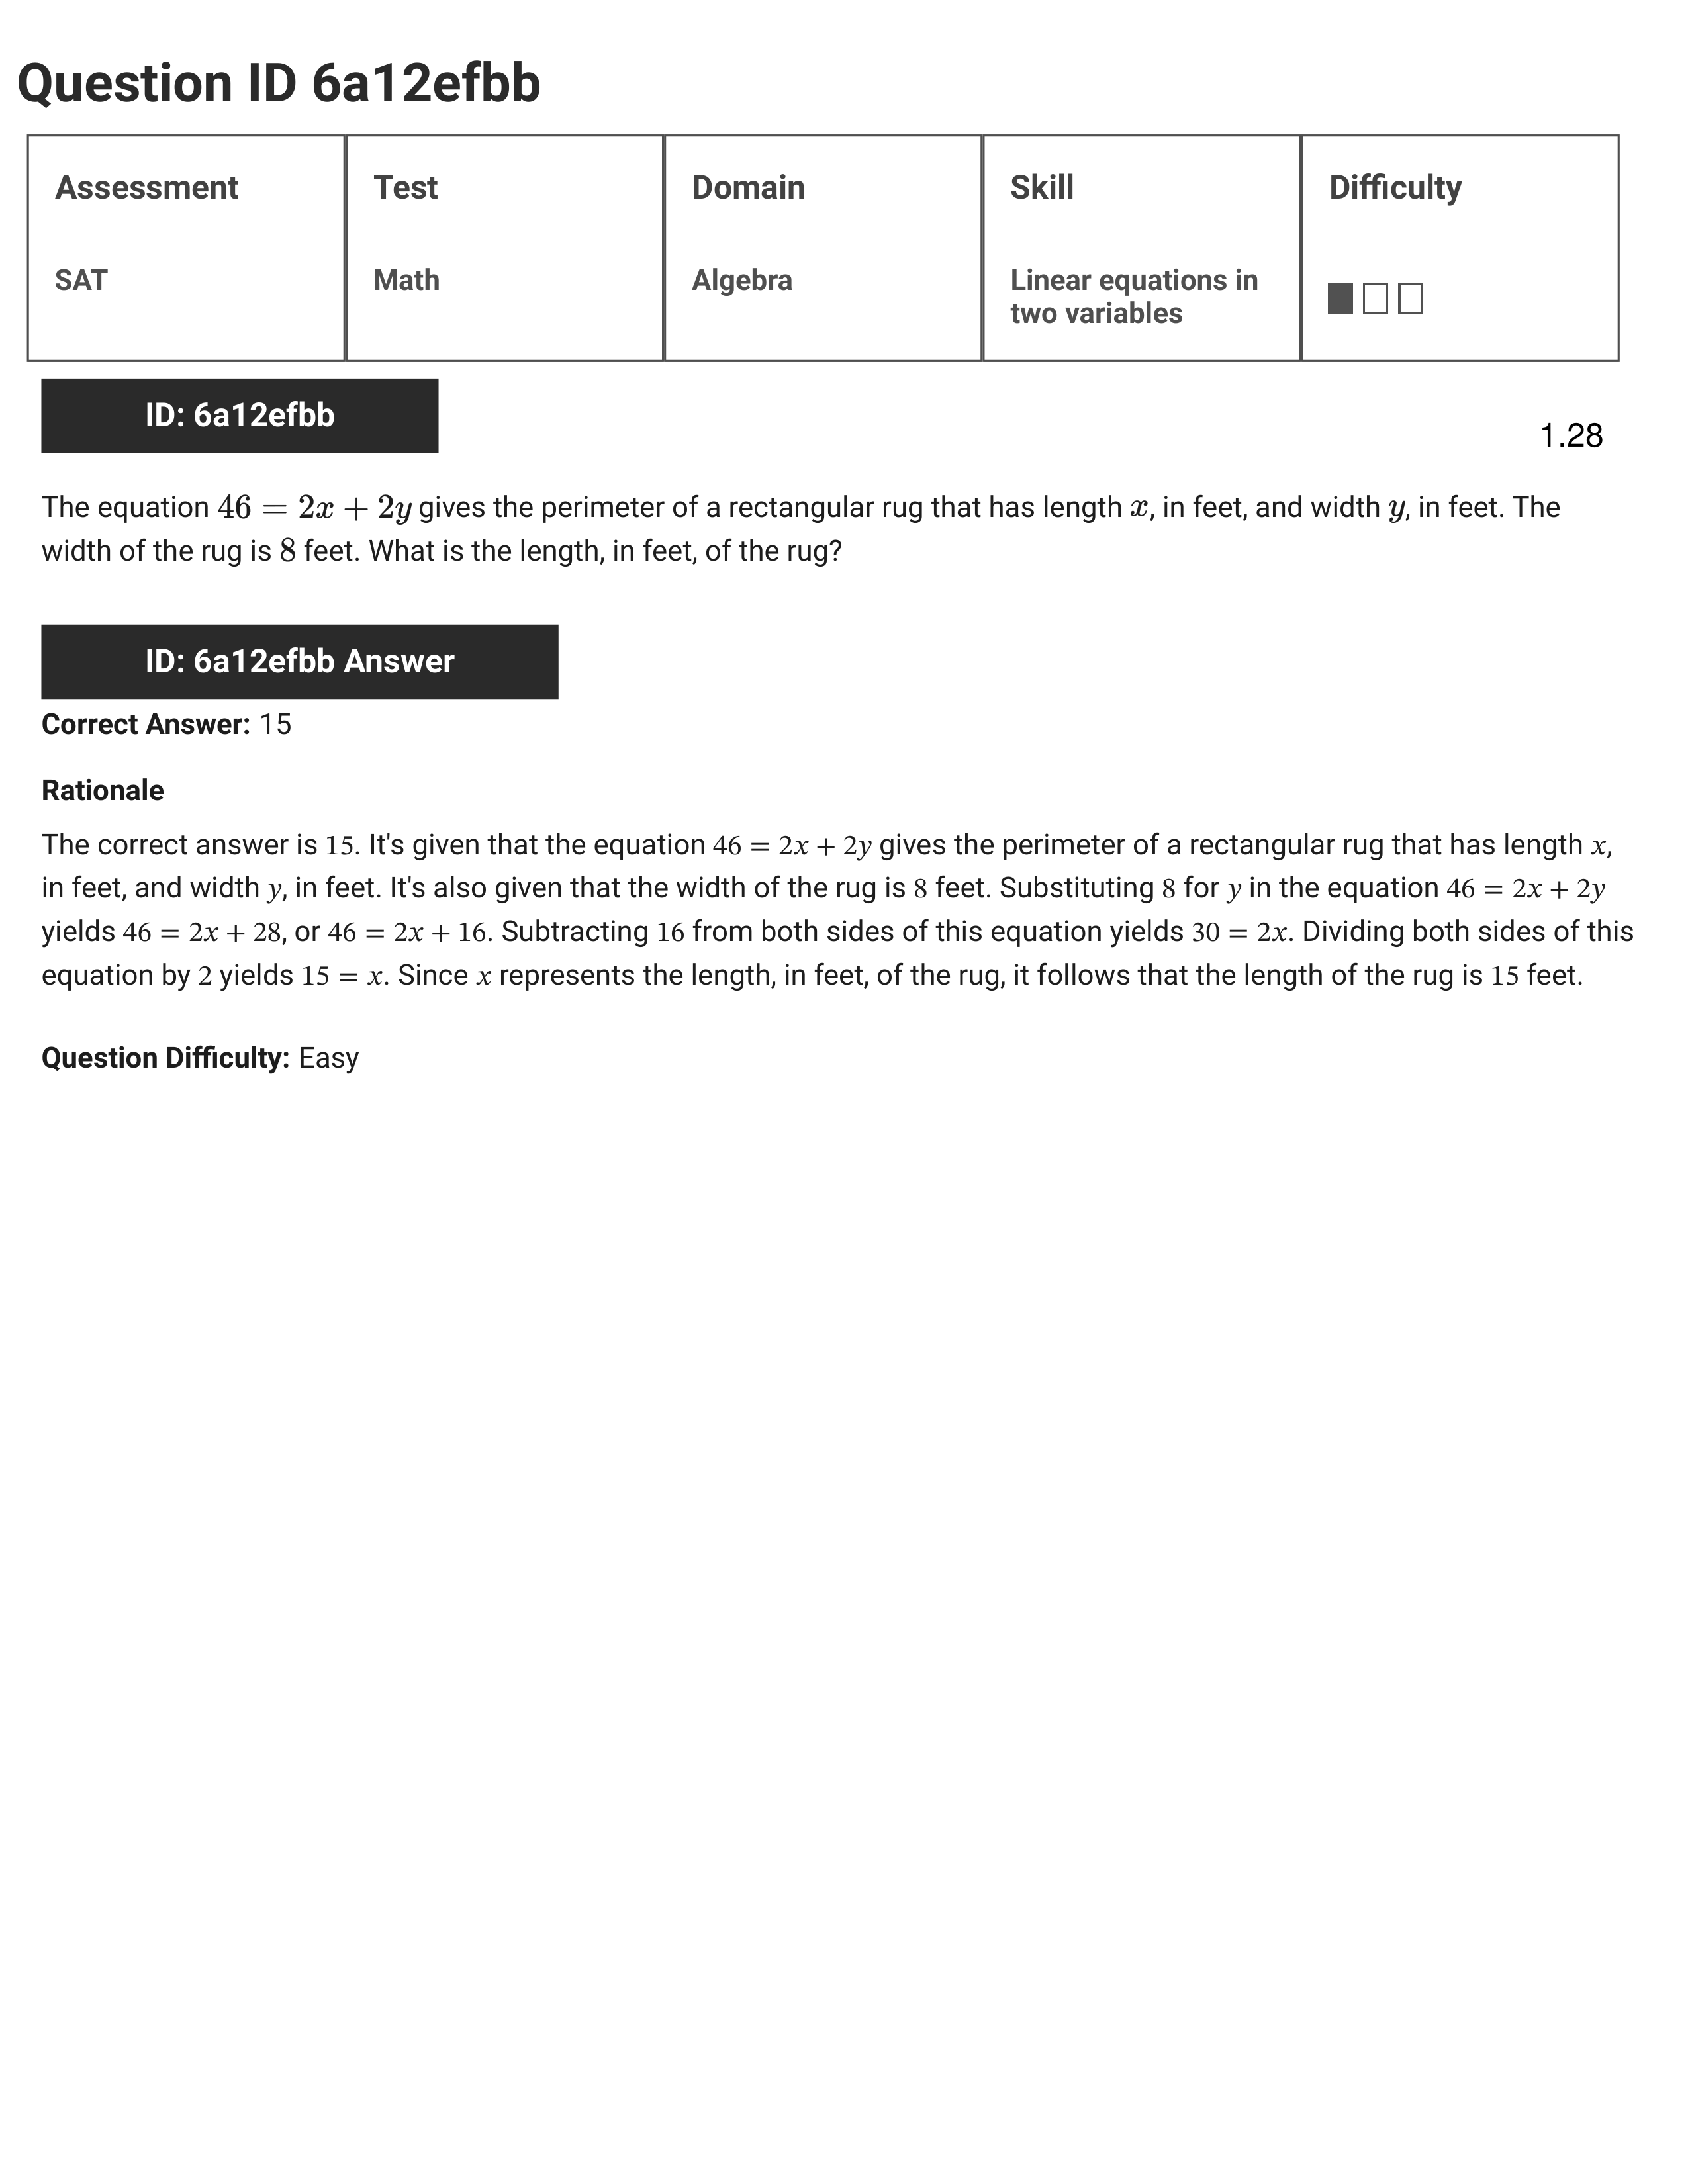 Question ID 6a12efbb
Assessment
Test
Domain
Skill
Difficulty
SAT
Math
Algebra
Linear equations in
two variables
ID: 6a12efbb
1.28
The equation 46 = 2x + 2y gives the perimeter of a rectangular rug that has length x, in feet, and width y, in feet. The
width of the rug is 8 feet. What is the length, in feet, of the rug?
ID: 6a12efbb Answer
Correct Answer: 15
Rationale
The correct answer is 15. It's given that the equation 46 = 2x + 2y gives the perimeter of a rectangular rug that has length x,
in feet, and width y, in feet. It's also given that the width of the rug is 8 feet. Substituting 8 for y in the equation 46 = 2x + 2y
yields 46 = 2x + 28, or 46 = 2x + 16. Subtracting 16 from both sides of this equation yields 30 = 2x. Dividing both sides of this
equation by 2 yields 15 = x. Since x represents the length, in feet, of the rug, it follows that the length of the rug is 15 feet.
Question Difficulty: Easy